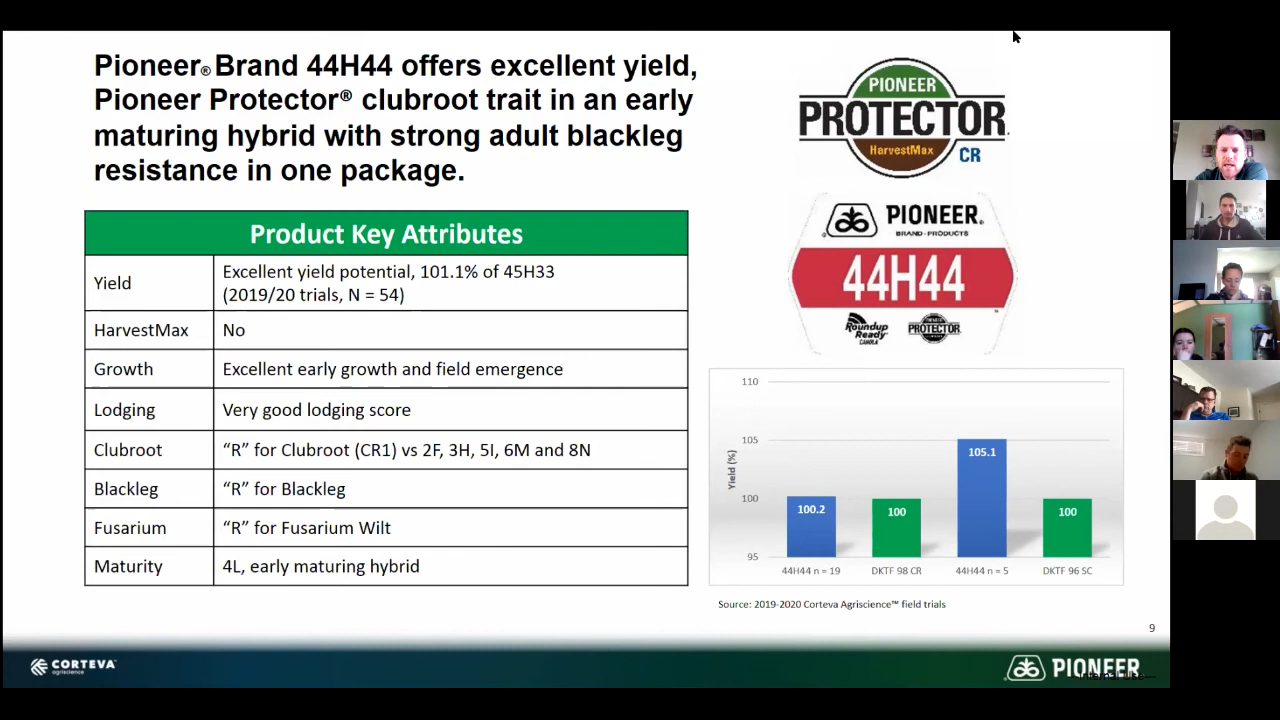 Pioneer® Brand 44H44 offers excellent yield,
Pioneer Protector® clubroot trait in an early
maturing hybrid with strong adult blackleg
resistance in one package.
PIONEER
PROTECTOR
HarvestMax
CR
PIONEER®
BRAND · PRODUCTS
44H44
™
Roundup
Ready
CANOLA
PROTECTOR
Product Key Attributes
Yield
Excellent yield potential, 101.1% of 45H33
(2019/20 trials, N = 54)
HarvestMax
No
Growth
Excellent early growth and field emergence
Lodging
Very good lodging score
Clubroot
“R” for Clubroot (CR1) vs 2F, 3H, 5I, 6M and 8N
Blackleg
“R” for Blackleg
Fusarium
“R” for Fusarium Wilt
Maturity
4L, early maturing hybrid
110
105
100
95
Yield (%)
100.2
100
105.1
100
44H44 n = 19
DKTF 98 CR
44H44 n = 5
DKTF 96 SC
Source: 2019-2020 Corteva Agriscience™ field trials
9
CORTEVA
agriscience
PIONEER
Internal Use